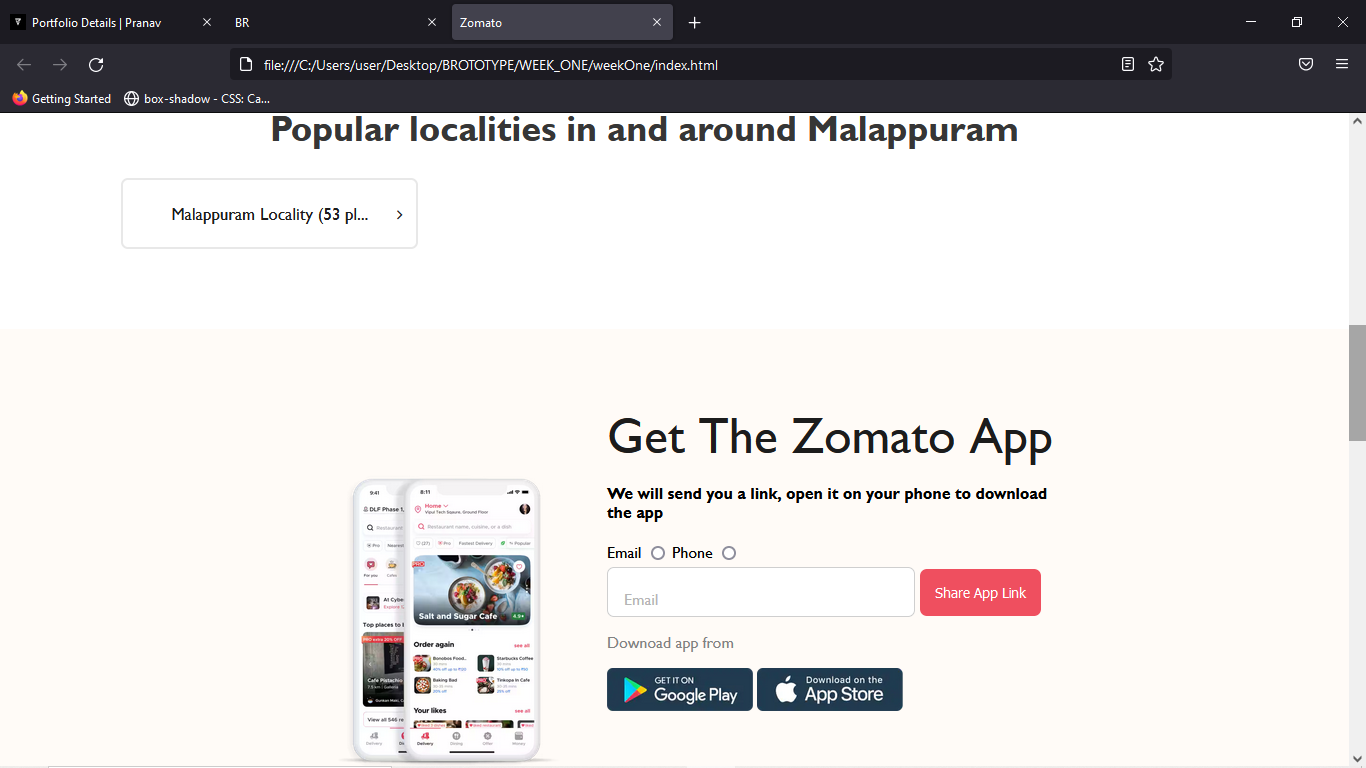 Portfolio Details | Pranav
BR
Zomato
file:///C:/Users/user/Desktop/BROTOTYPE/WEEK_ONE/weekOne/index.html
Getting Started
box-shadow - CSS: Ca...
Popular localities in and around Malappuram
Malappuram Locality (53 pl...
Get The Zomato App
We will send you a link, open it on your phone to download
the app
Email
Phone
Email
Share App Link
Downoad app from
GET IT ON
Google Play
Download on the
App Store
9:41
DLF Phase 1,
Restaurant
Pro
Nearest
For you
At Cybe
Explore
Top places to
PRO extra 20% OFF
Cafe Pistachio
View all 546 re
Delivery
8:11
Home
Vipul Tech Square, Ground Floor
Restaurant name, cuisine, or a dish
(27)
Pro
Fastest Delivery
Popular
PRO
Salt and Sugar Cafe
4.9
Order again
see all
Bonobos Food...
Starbucks Coffee
Baking Bad
Tinkopa In Cafe
Your likes
see all
Delivery
Dining
Offer
Money